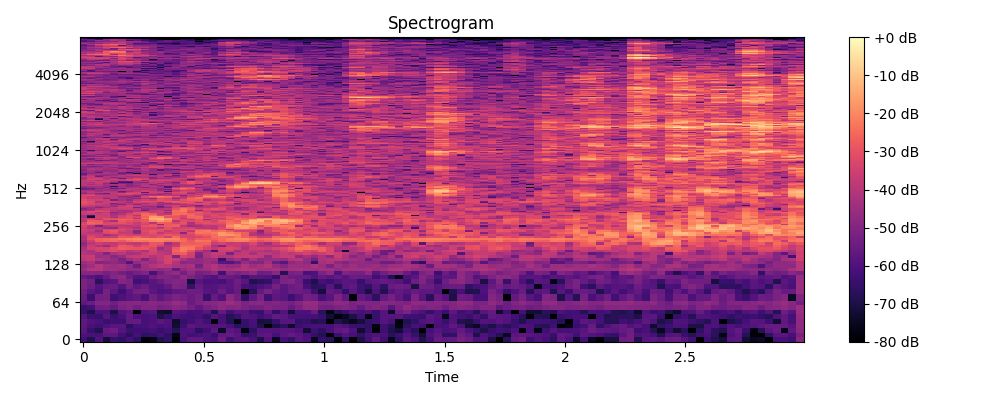 Spectrogram
Hz
4096
2048
1024
512
256
128
64
0
0
0.5
1
1.5
2
2.5
Time
+0 dB
-10 dB
-20 dB
-30 dB
-40 dB
-50 dB
-60 dB
-70 dB
-80 dB